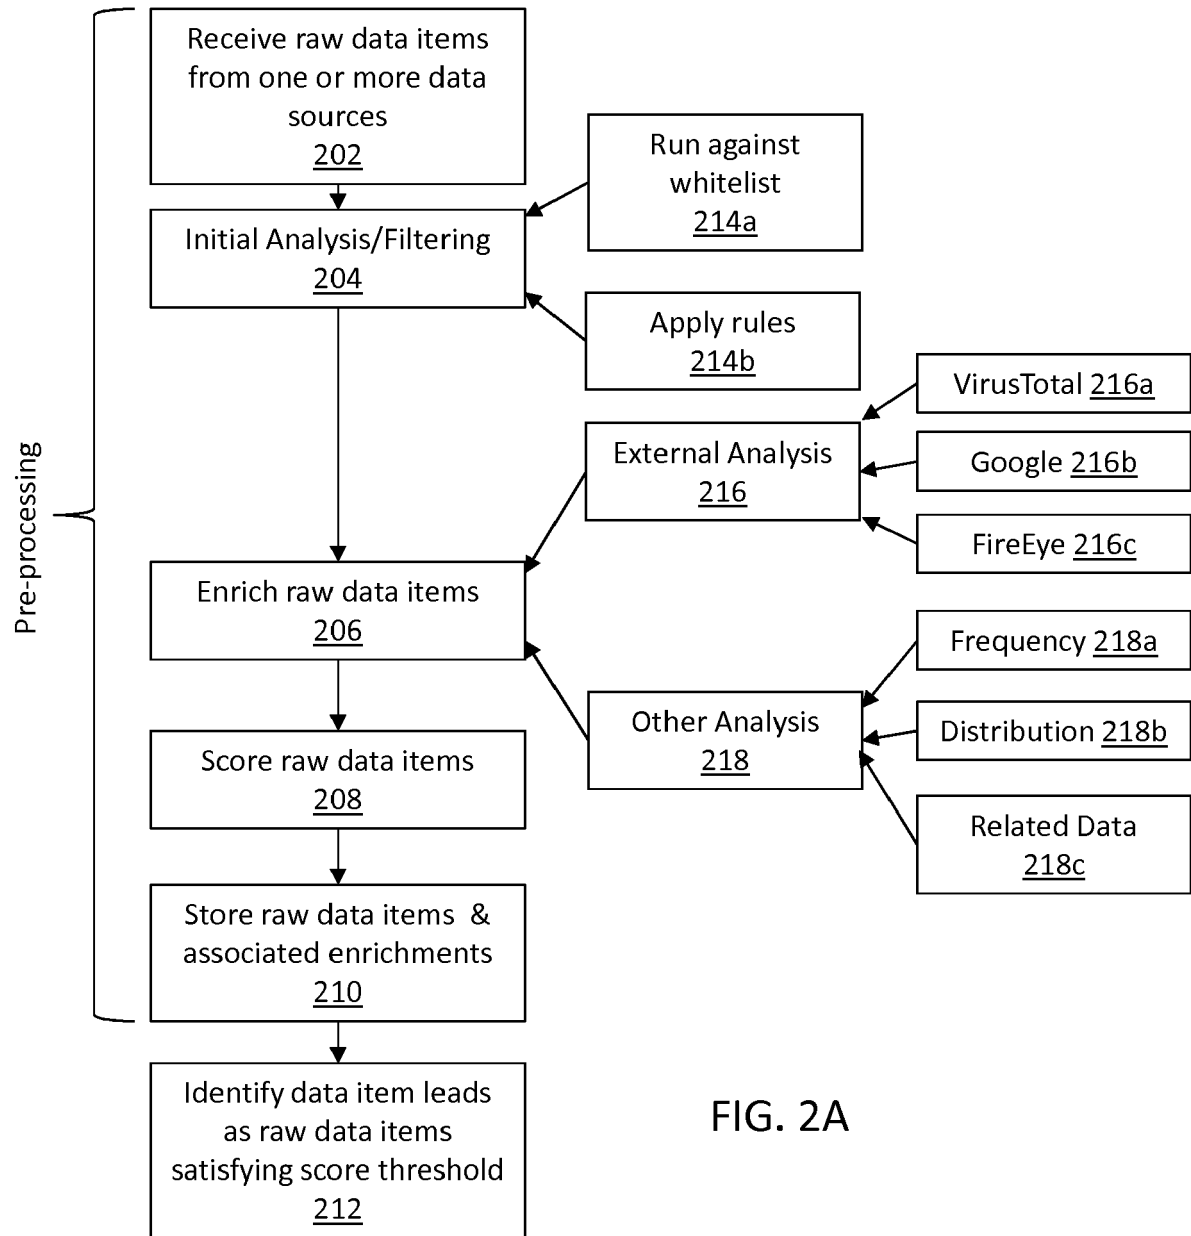 Receive raw data items
from one or more data
sources
202
Run against
whitelist
214a
Initial Analysis/Filtering
204
Apply rules
214b
VirusTotal 216a
External Analysis
216
Google 216b
FireEye 216c
Pre-processing
Enrich raw data items
206
Frequency 218a
Other Analysis
218
Distribution 218b
Score raw data items
208
Related Data
218c
Store raw data items &
associated enrichments
210
Identify data item leads
as raw data items
satisfying score threshold
212
FIG. 2A